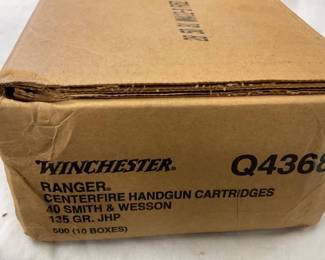 WINCHESTER®
Q4368
RANGER®
CENTERFIRE HANDGUN CARTRIDGES
40 SMITH & WESSON
135 GR. JHP
500 (10 BOXES)